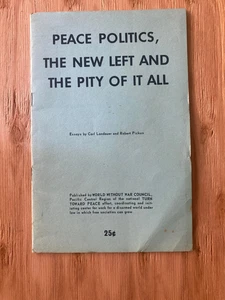 PEACE POLITICS,
THE NEW LEFT AND
THE PITY OF IT ALL
Essays by Carl Landauer and Robert Pickus
Published by WORLD WITHOUT WAR COUNCIL,
Pacific Central Region of the national TURN
TOWARD PEACE effort, coordinating and recruiting
center for work for a disarmed world under
law in which free societies can grow.
25¢